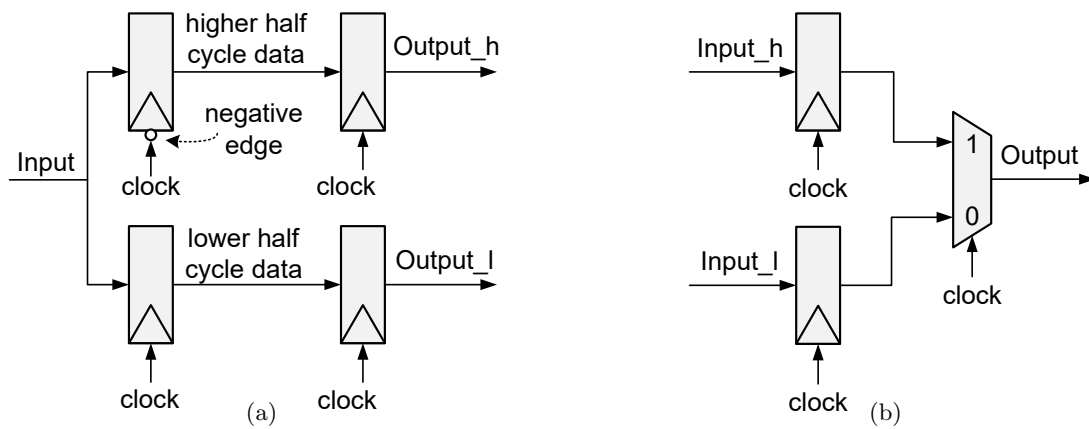 higher half
cycle data
Output_h
negative
edge
Input
clock
clock
lower half
cycle data
Output_l
clock
clock
(a)
Input_h
clock
1
0
Output
Input_l
clock
clock
(b)